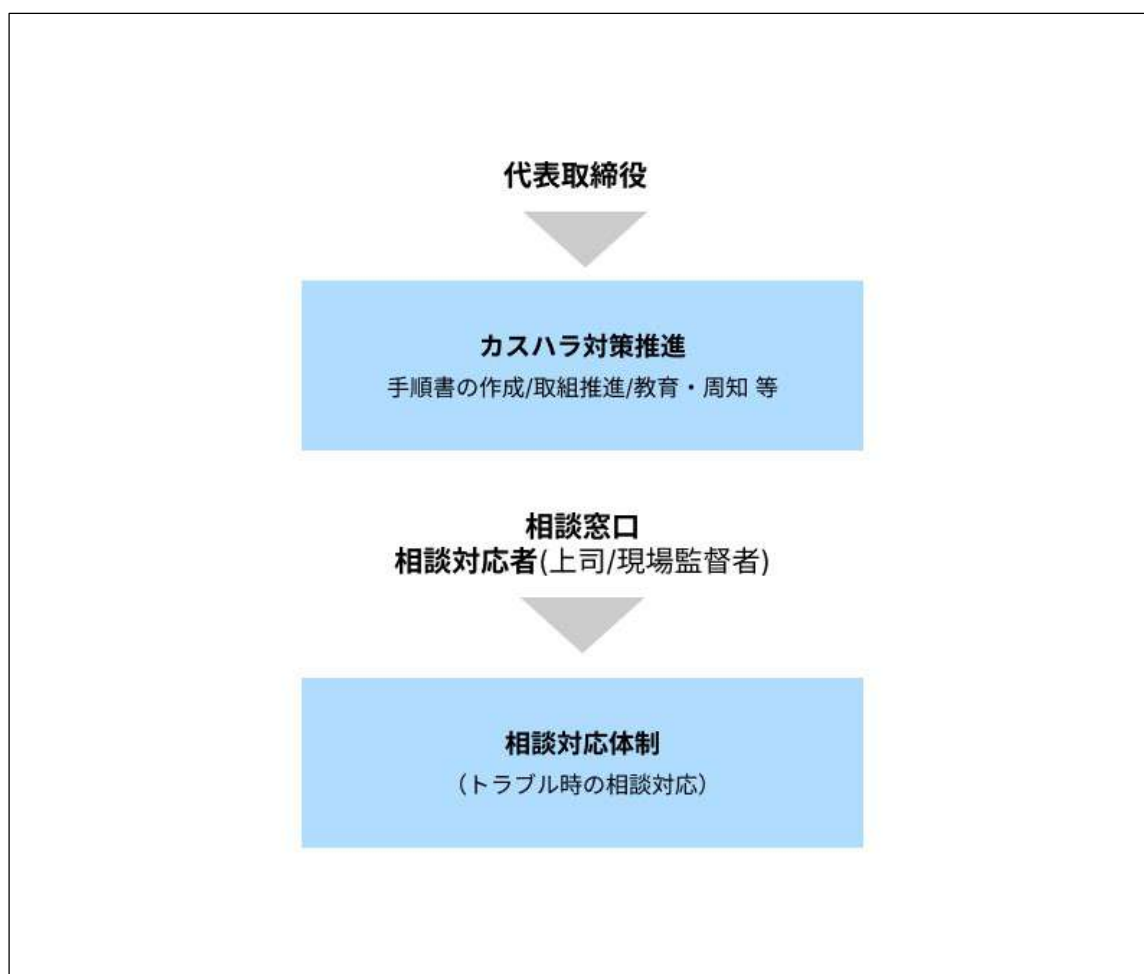 代表取締役
カスハラ対策推進
手順書の作成/取組推進/教育・周知 等
相談窓口
相談対応者(上司/現場監督者)
相談対応体制
（トラブル時の相談対応）